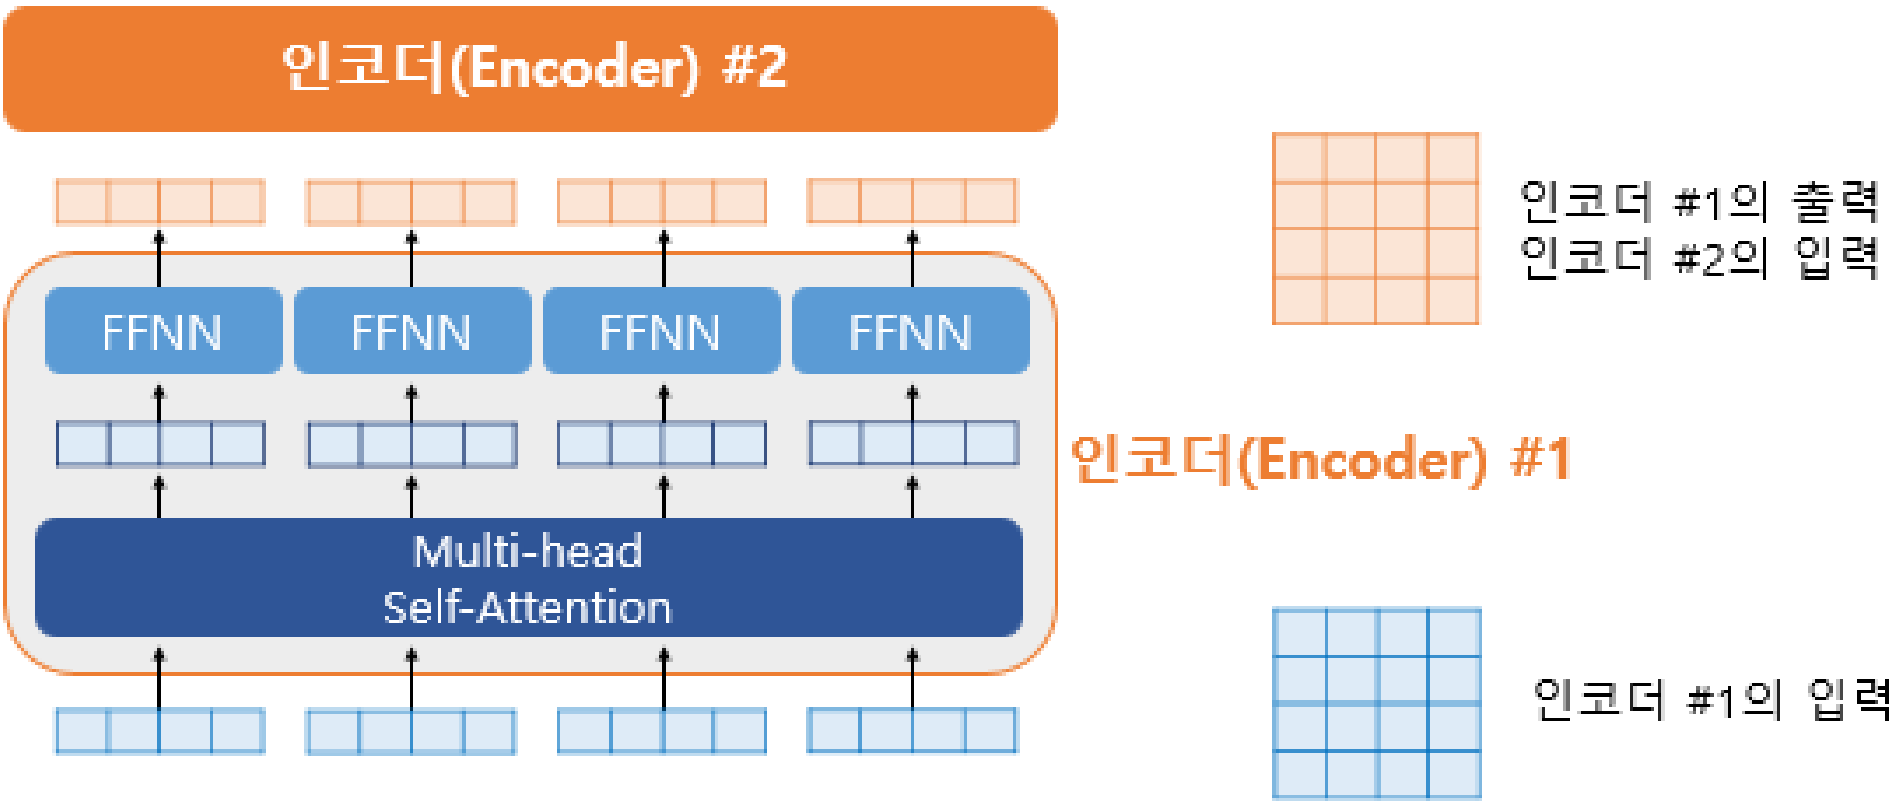 인코더(Encoder) #2
인코더 #1의 출력
인코더 #2의 입력
FFNN
FFNN
FFNN
FFNN
인코더(Encoder) #1
Multi-head
Self-Attention
인코더 #1의 입력